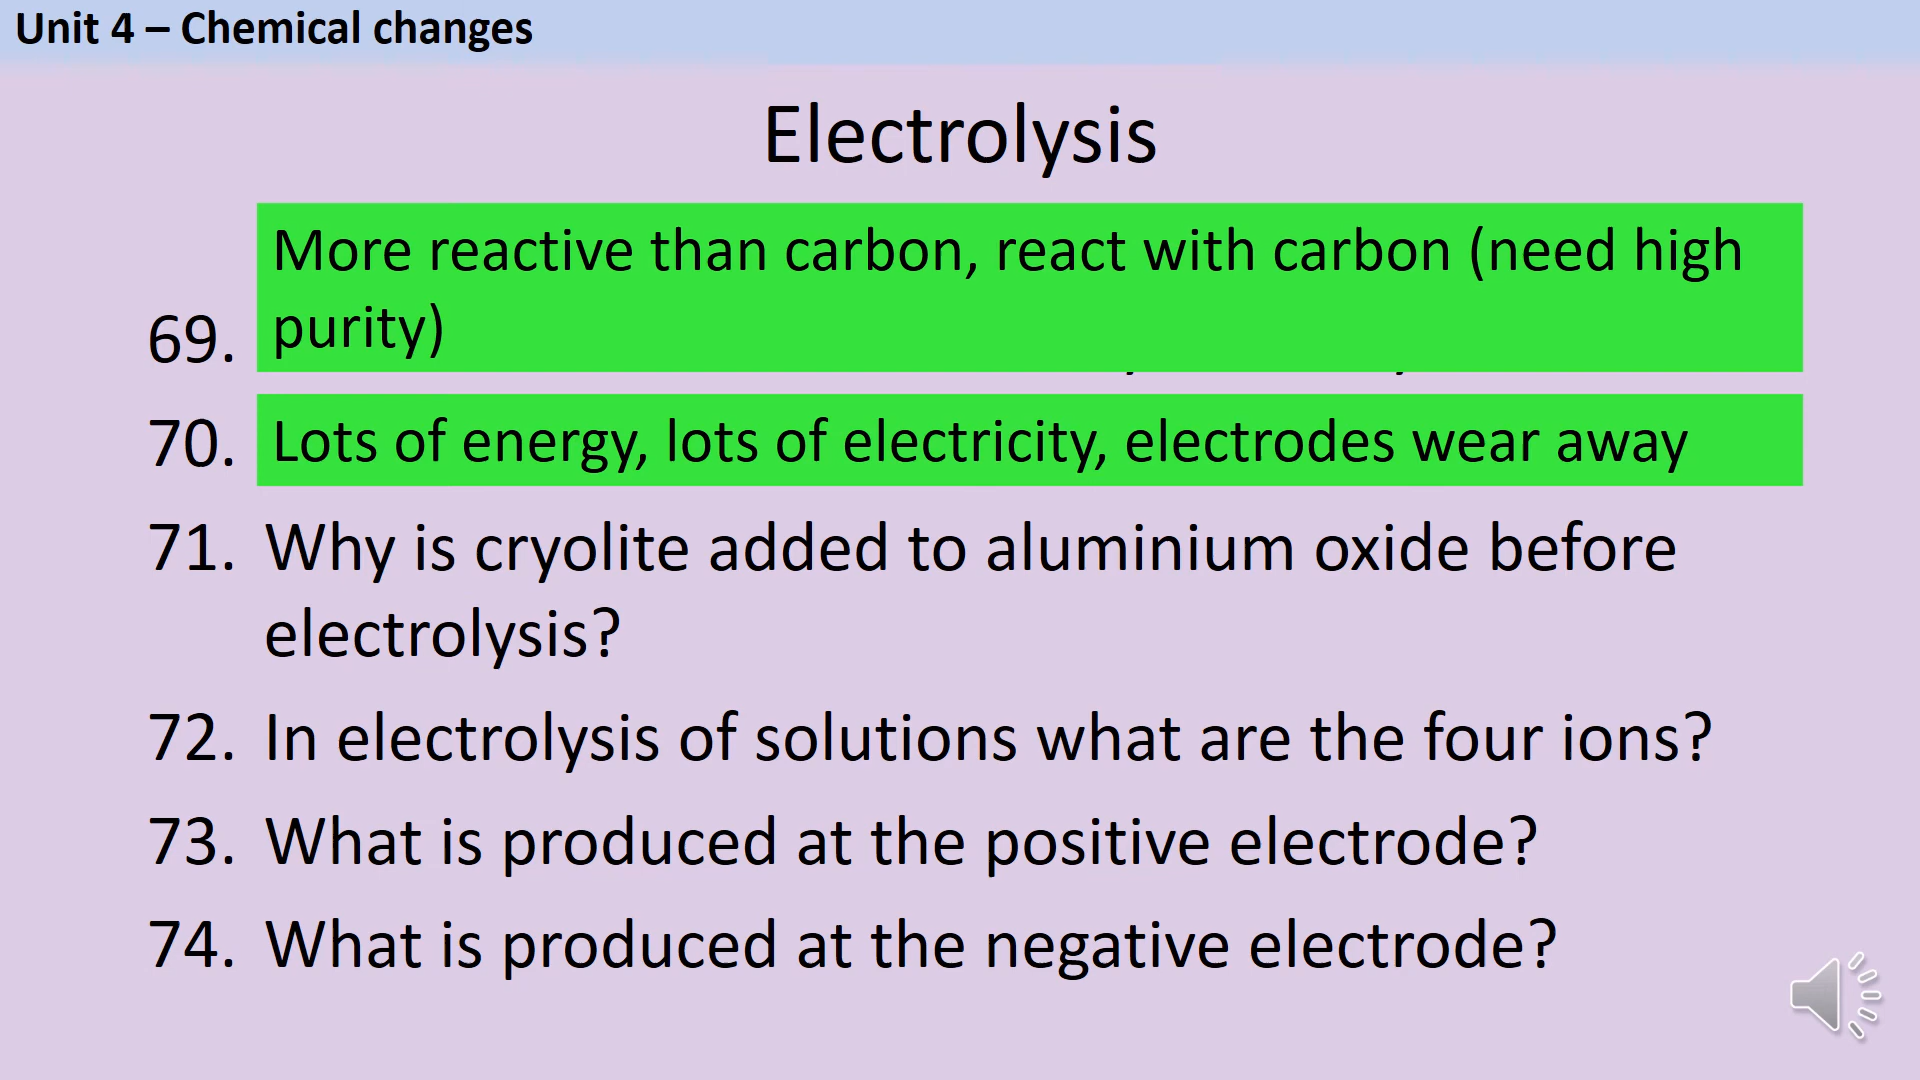 Unit 4 – Chemical changes
Electrolysis
69. More reactive than carbon, react with carbon (need high
purity)
70. Lots of energy, lots of electricity, electrodes wear away
71. Why is cryolite added to aluminium oxide before
electrolysis?
72. In electrolysis of solutions what are the four ions?
73. What is produced at the positive electrode?
74. What is produced at the negative electrode?